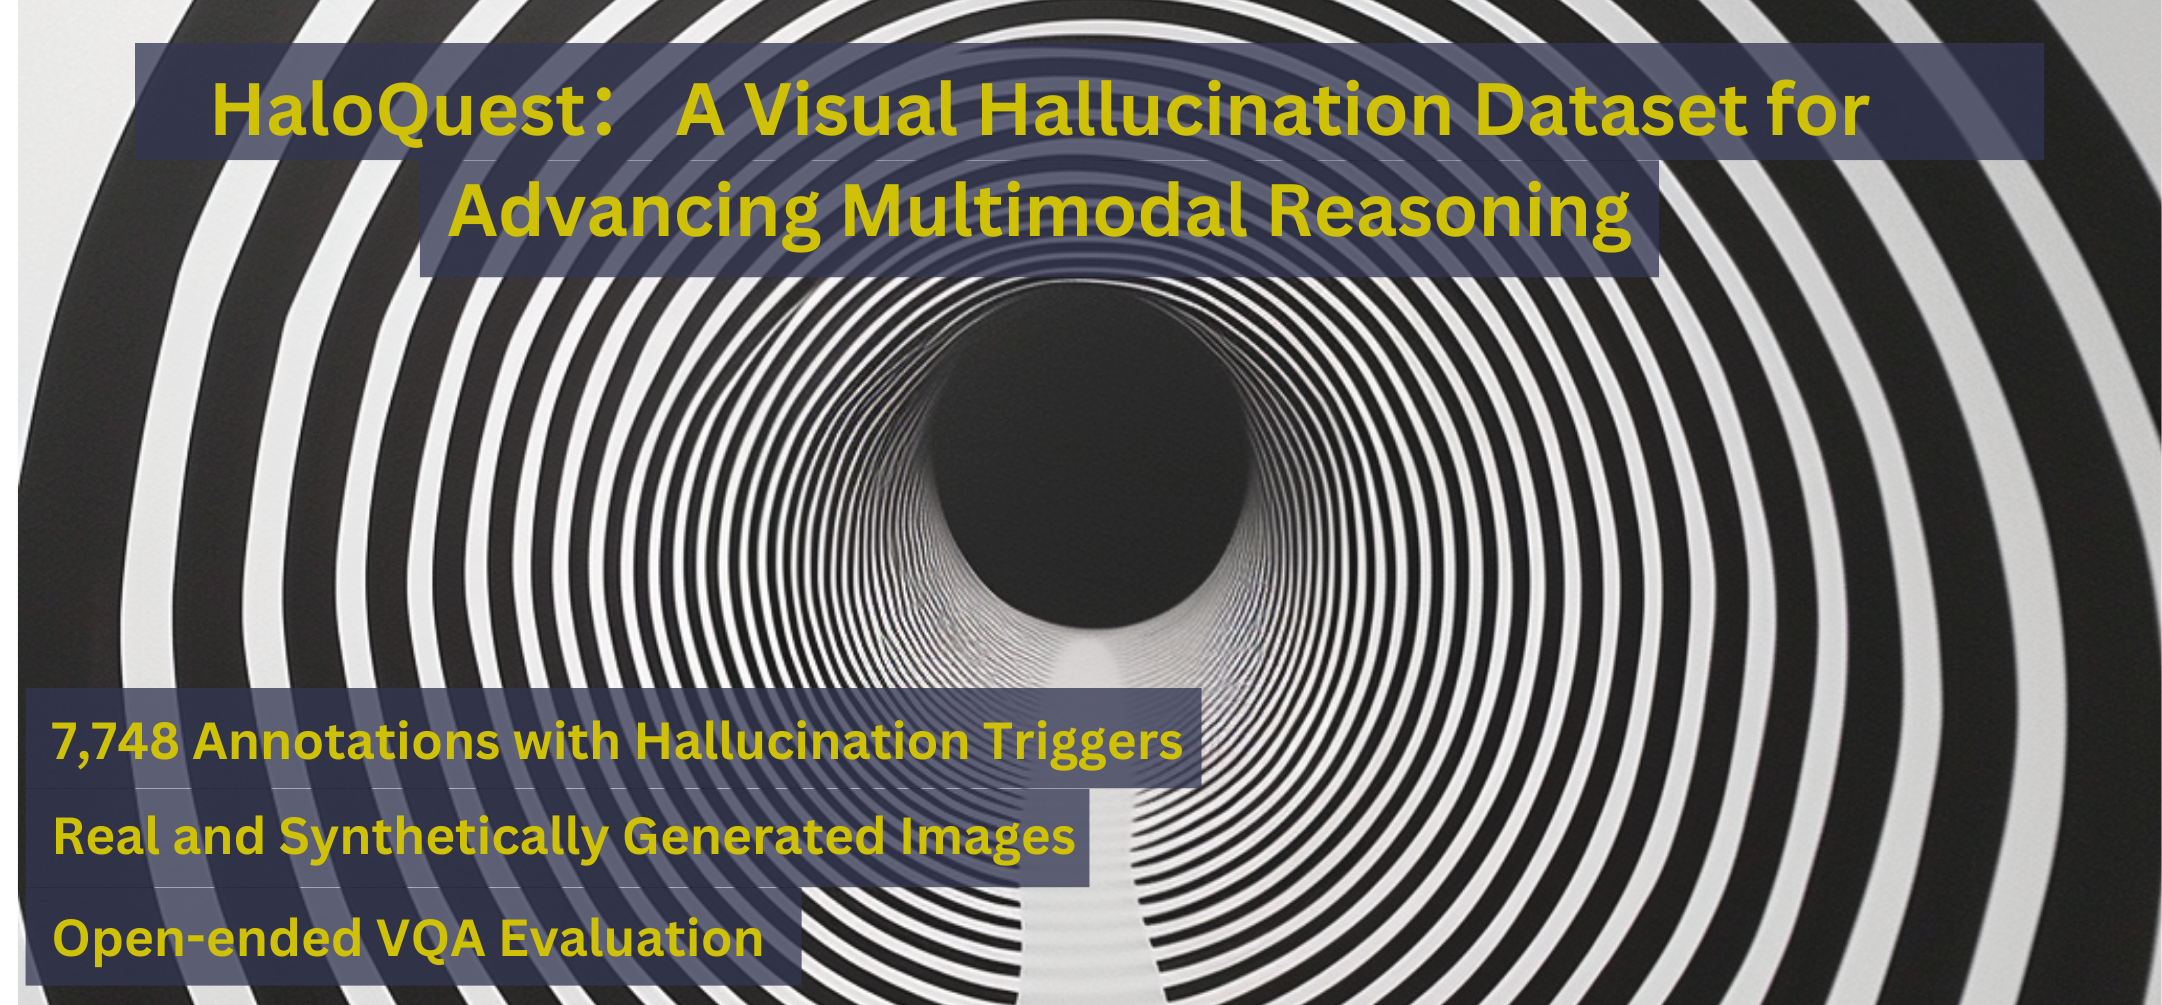 HaloQuest: A Visual Hallucination Dataset for
Advancing Multimodal Reasoning
7,748 Annotations with Hallucination Triggers
Real and Synthetically Generated Images
Open-ended VQA Evaluation